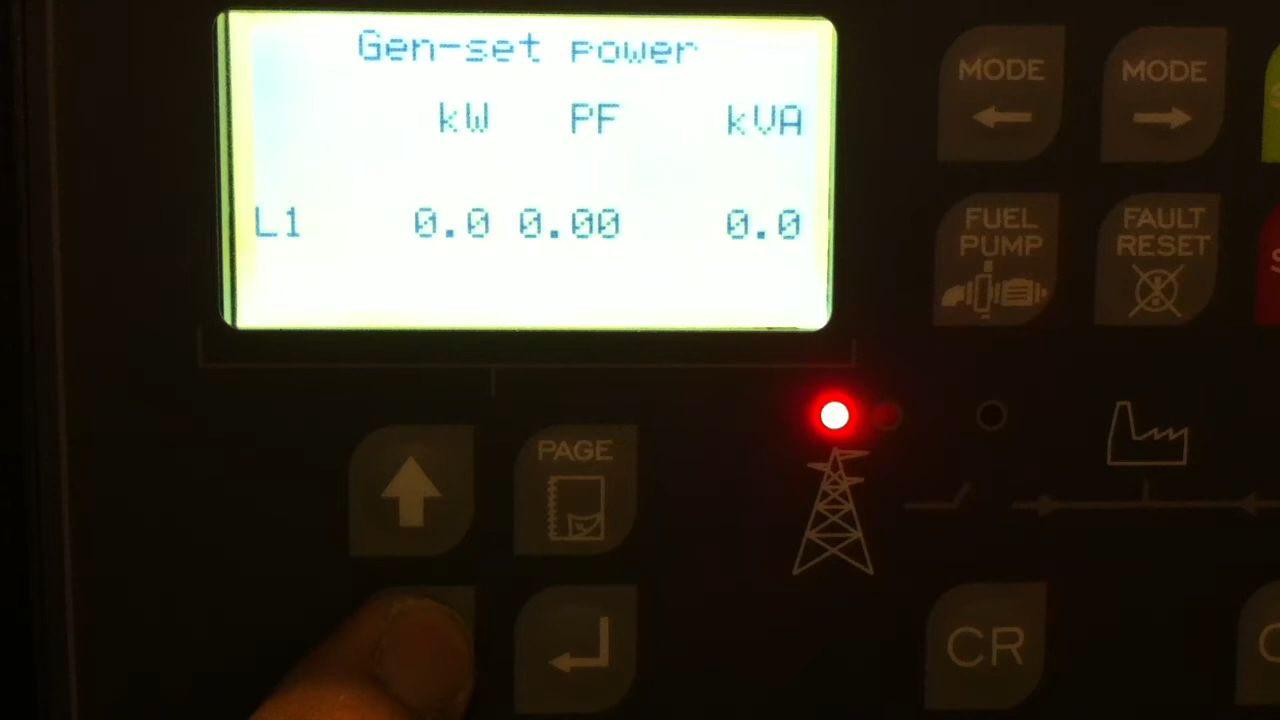 Gen-set power
kW PF kVA
L1 0.0 0.00 0.0
MODE
MODE
FUEL
PUMP
FAULT
RESET
PAGE
CR